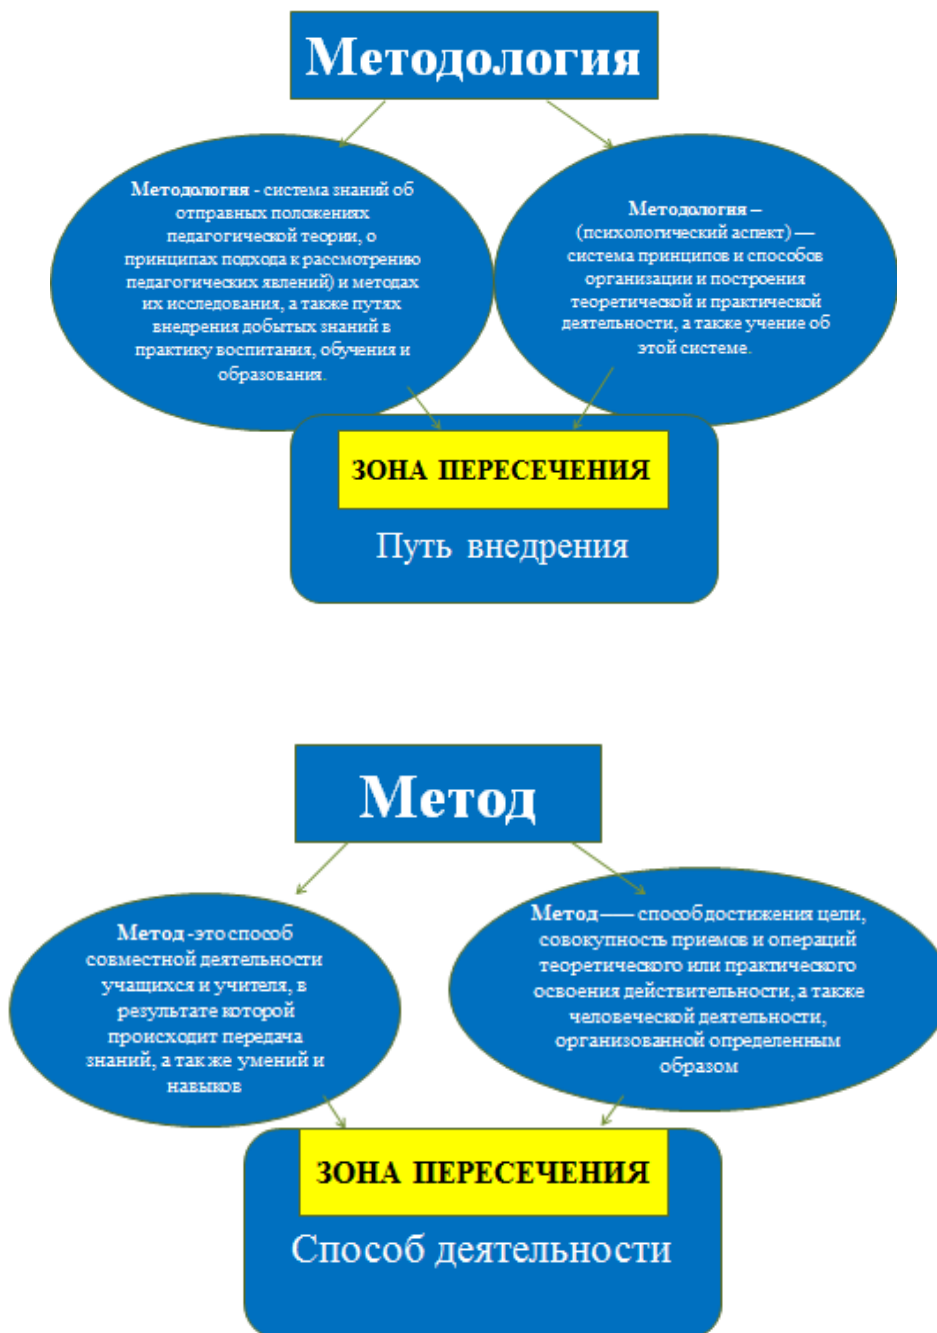 Методология
Методология - система знаний об
отправных положениях
педагогической теории, о
принципах подхода к рассмотрению
педагогических явлений) и методах
их исследования, а также путях
внедрения добытых знаний в
практику воспитания, обучения и
образования.
Методология –
(психологический аспект) —
система принципов и способов
организации и построения
теоретической и практической
деятельности, а также учение об
этой системе.
ЗОНА ПЕРЕСЕЧЕНИЯ
Путь внедрения
Метод
Метод -это способ
совместной деятельности
учащихся и учителя, в
результате которой
происходит передача
знаний, а так же умений и
навыков
Метод —– способ достижения цели,
совокупность приемов и операций
теоретического или практического
освоения действительности, а также
человеческой деятельности,
организованной определенным
образом
ЗОНА ПЕРЕСЕЧЕНИЯ
Способ деятельности